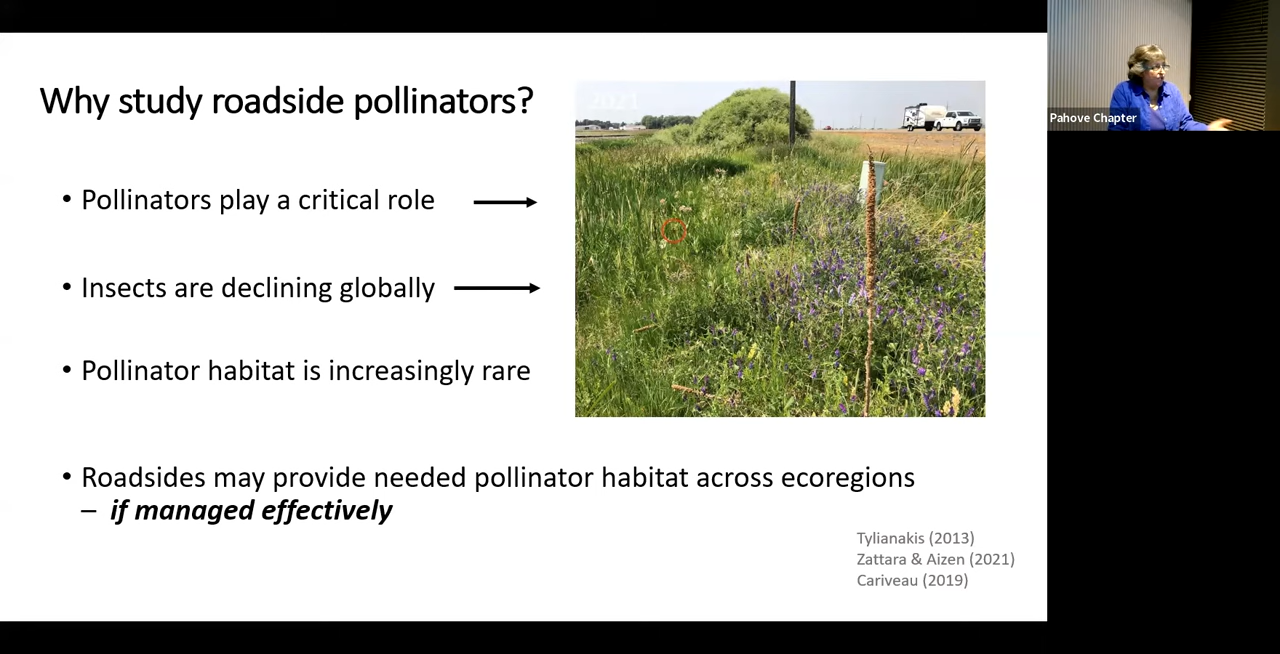 Why study roadside pollinators?
2021
Pahove Chapter
• Pollinators play a critical role
• Insects are declining globally
• Pollinator habitat is increasingly rare
• Roadsides may provide needed pollinator habitat across ecoregions
– if managed effectively
Tylianakis (2013)
Zattara & Aizen (2021)
Cariveau (2019)